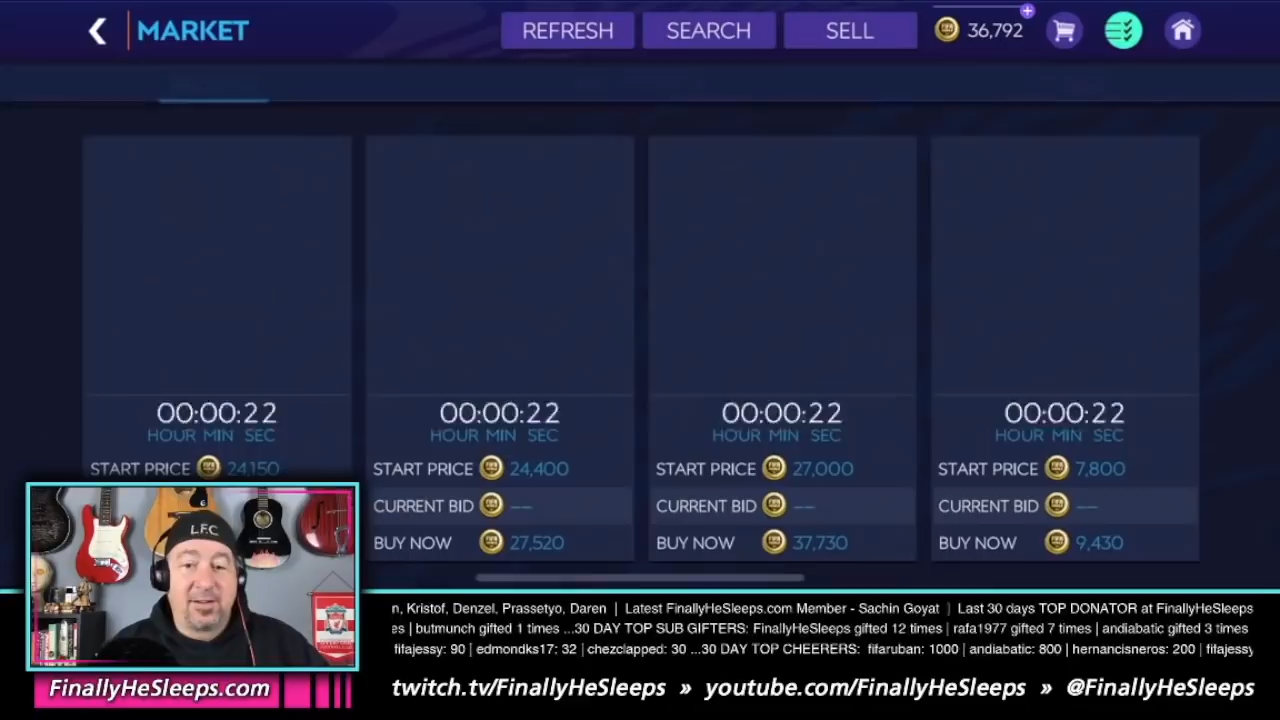 MARKET
REFRESH
SEARCH
SELL
36,792
00:00:22
HOUR MIN SEC
START PRICE 24,150
00:00:22
HOUR MIN SEC
START PRICE 24,400
CURRENT BID --
BUY NOW 27,520
00:00:22
HOUR MIN SEC
START PRICE 27,000
CURRENT BID --
BUY NOW 37,730
00:00:22
HOUR MIN SEC
START PRICE 7,800
CURRENT BID --
BUY NOW 9,430
L.F.C
n, Kristof, Denzel, Prassetyo, Daren | Latest FinallyHeSleeps.com Member - Sachin Goyat | Last 30 days TOP DONATOR at FinallyHeSleeps
es | butmunch gifted 1 times ...30 DAY TOP SUB GIFTERS: FinallyHeSleeps gifted 12 times | rafa1977 gifted 7 times | andiabatic gifted 3 times
fifajessy: 90 | edmondks17: 32 | chezclapped: 30 ...30 DAY TOP CHEERERS: fifaruban: 1000 | andiabatic: 800 | hernancisneros: 200 | fifajessy
FinallyHeSleeps.com
twitch.tv/FinallyHeSleeps » youtube.com/FinallyHeSleeps » @FinallyHeSleeps